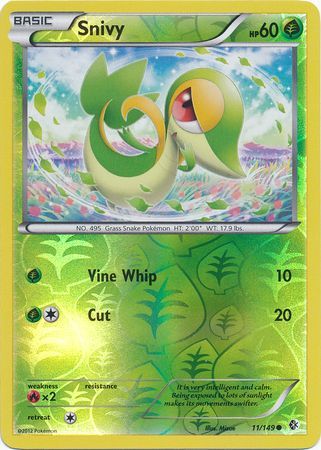 BASIC
Snivy
HP60
NO. 495 Grass Snake Pokémon HT: 2'00" WT: 17.9 lbs.
Vine Whip 10
Cut 20
weakness resistance
×2
It is very intelligent and calm.
Being exposed to lots of sunlight
makes its movements swifter.
retreat
©2012 Pokémon
Illus. Mizue
11/149